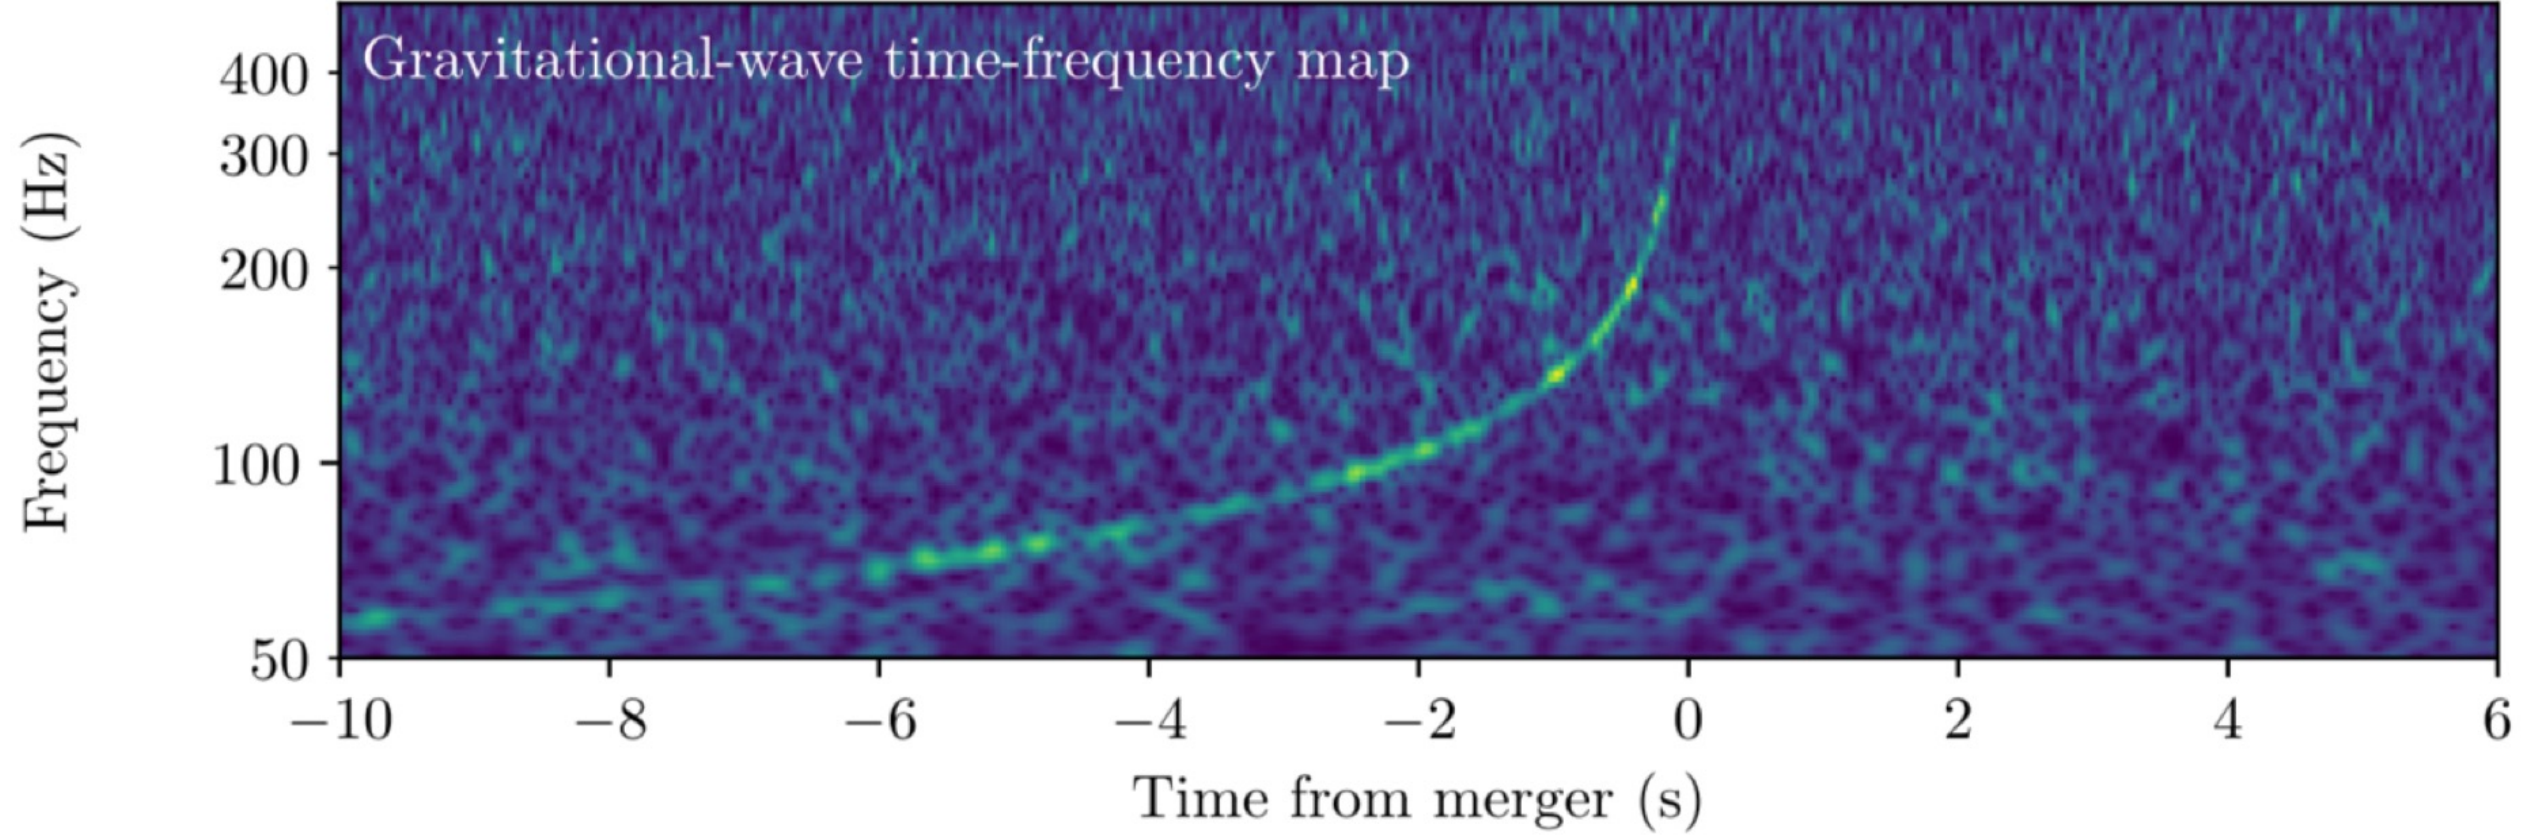 Gravitational-wave time-frequency map
Frequency (Hz)
400
300
200
100
50
−10 −8 −6 −4 −2 0 2 4 6
Time from merger (s)